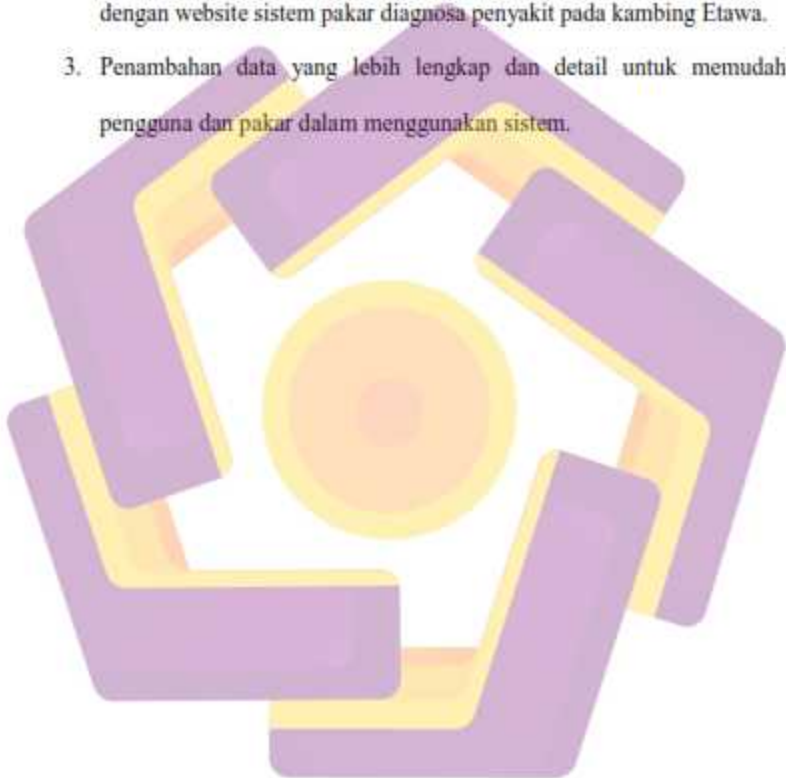 dengan website sistem pakar diagnosa penyakit pada kambing Etawa.
3. Penambahan data yang lebih lengkap dan detail untuk memudah
pengguna dan pakar dalam menggunakan sistem.